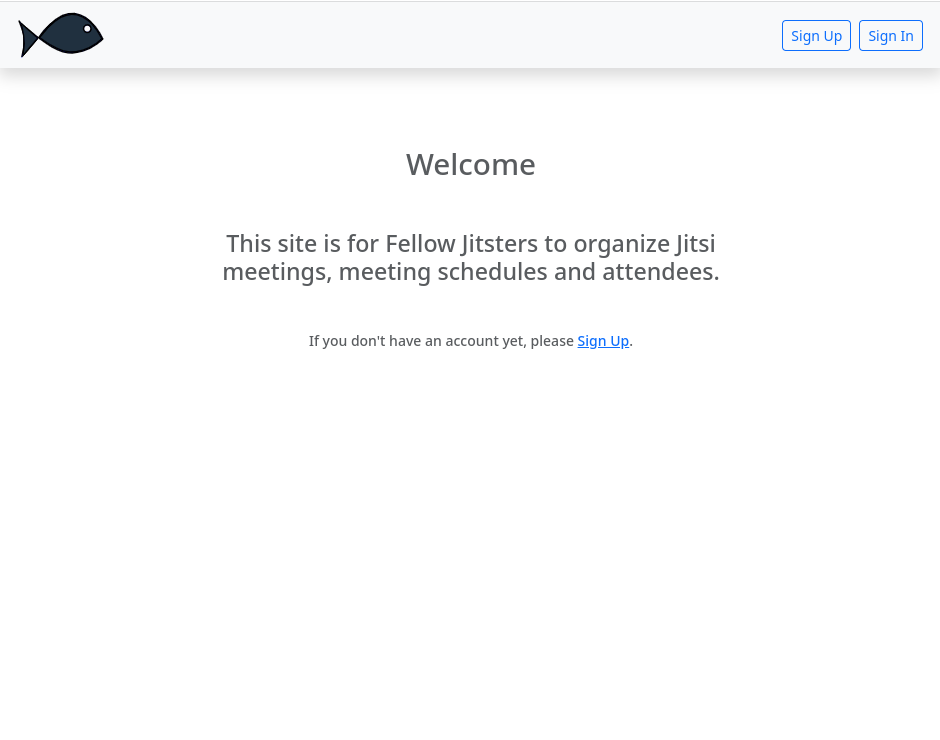 Sign Up
Sign In
Welcome
This site is for Fellow Jitsters to organize Jitsi
meetings, meeting schedules and attendees.
If you don't have an account yet, please Sign Up.